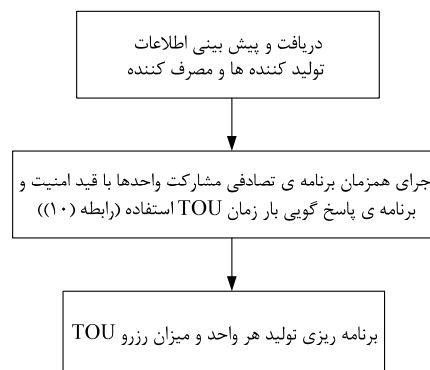 دریافت و پیش بینی اطلاعات
تولید کننده ها و مصرف کننده
جرای همزمان برنامه ی تصادفی مشارکت واحدها با قید امنیت و
برنامه ی پاسخ گویی بار زمان TOU استفاده (رابطه (۱۰))
برنامه ریزی تولید هر واحد و میزان رزرو TOU